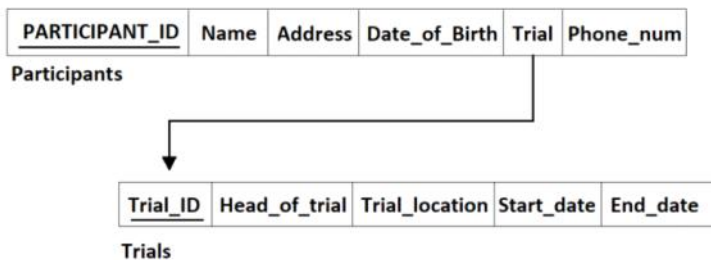 PARTICIPANT_ID Name Address Date_of_Birth Trial Phone_num
Participants
Trial_ID Head_of_trial Trial_location Start_date End_date
Trials